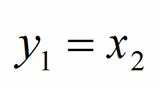 y₁ = x₂